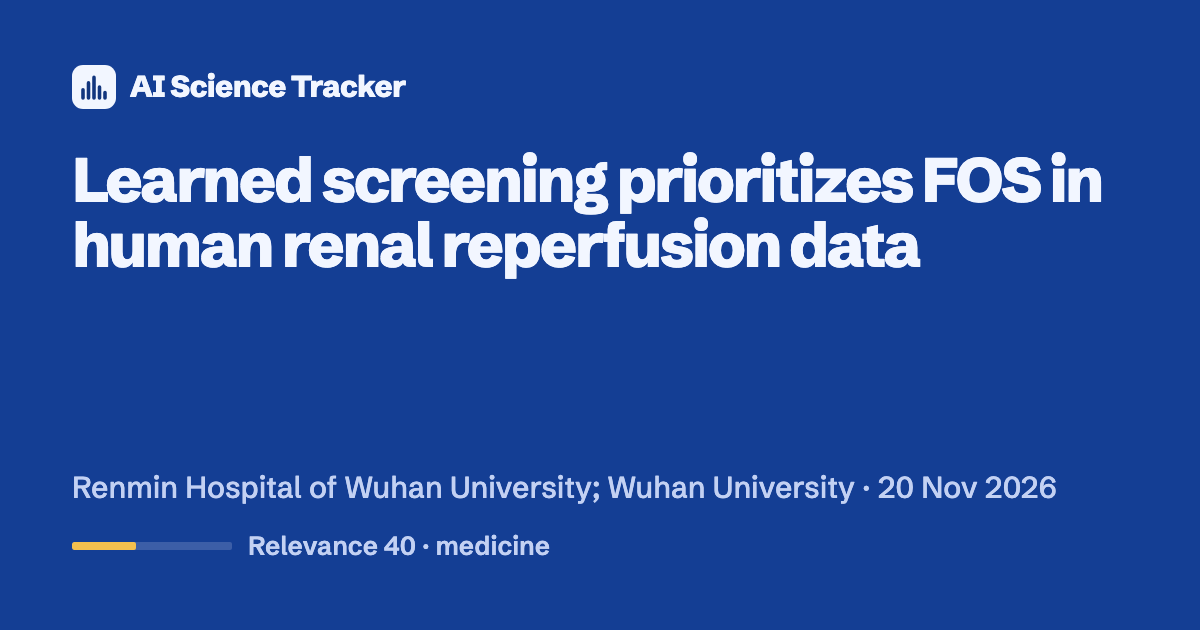 AI Science Tracker
Learned screening prioritizes FOS in
human renal reperfusion data
Renmin Hospital of Wuhan University; Wuhan University · 20 Nov 2026
Relevance 40 · medicine